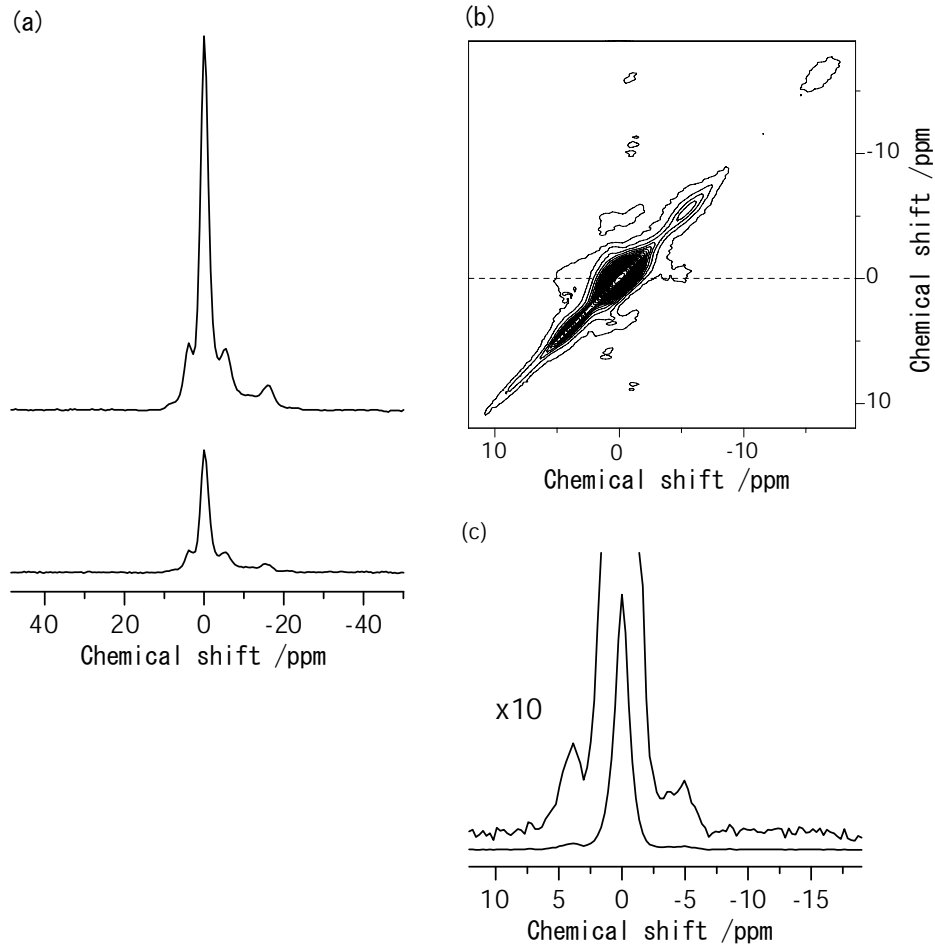 (a)
40 20 0 -20 -40
Chemical shift /ppm
(b)
-10
0
10
Chemical shift /ppm
10 0 -10
Chemical shift /ppm
(c)
x10
10 5 0 -5 -10 -15
Chemical shift /ppm